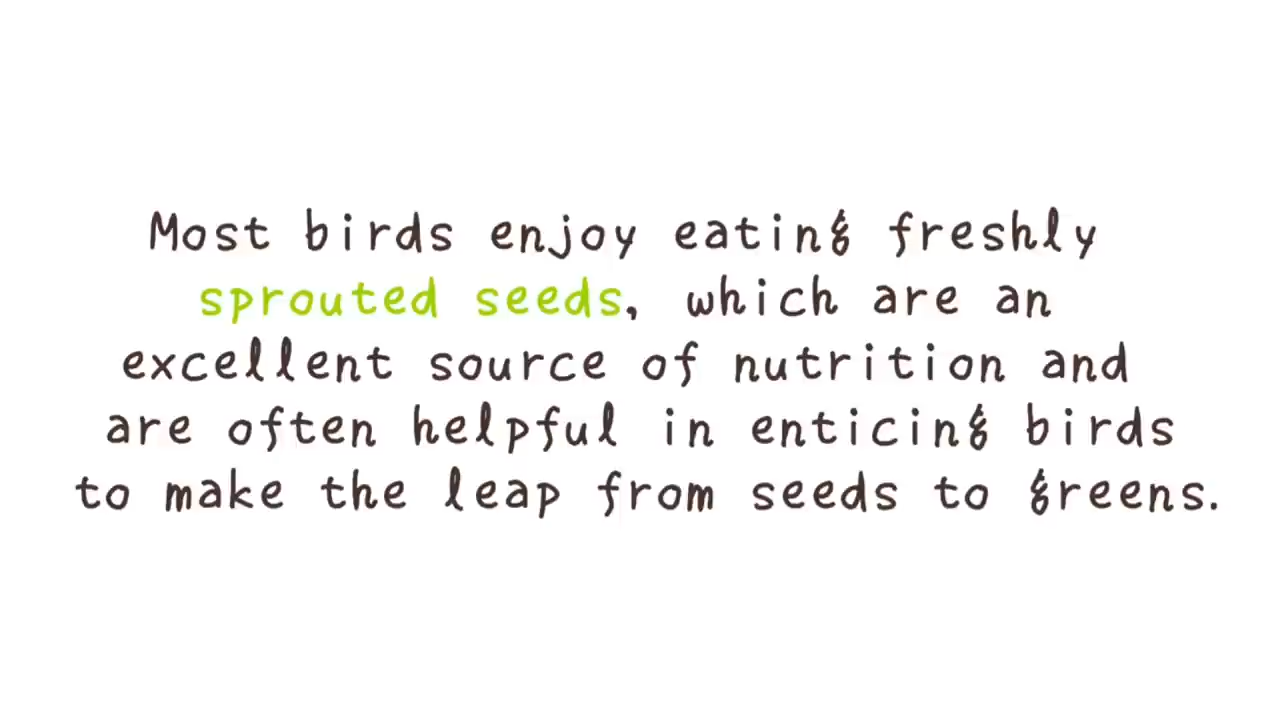 Most birds enjoy eating freshly
sprouted seeds, which are an
excellent source of nutrition and
are often helpful in enticing birds
to make the leap from seeds to greens.